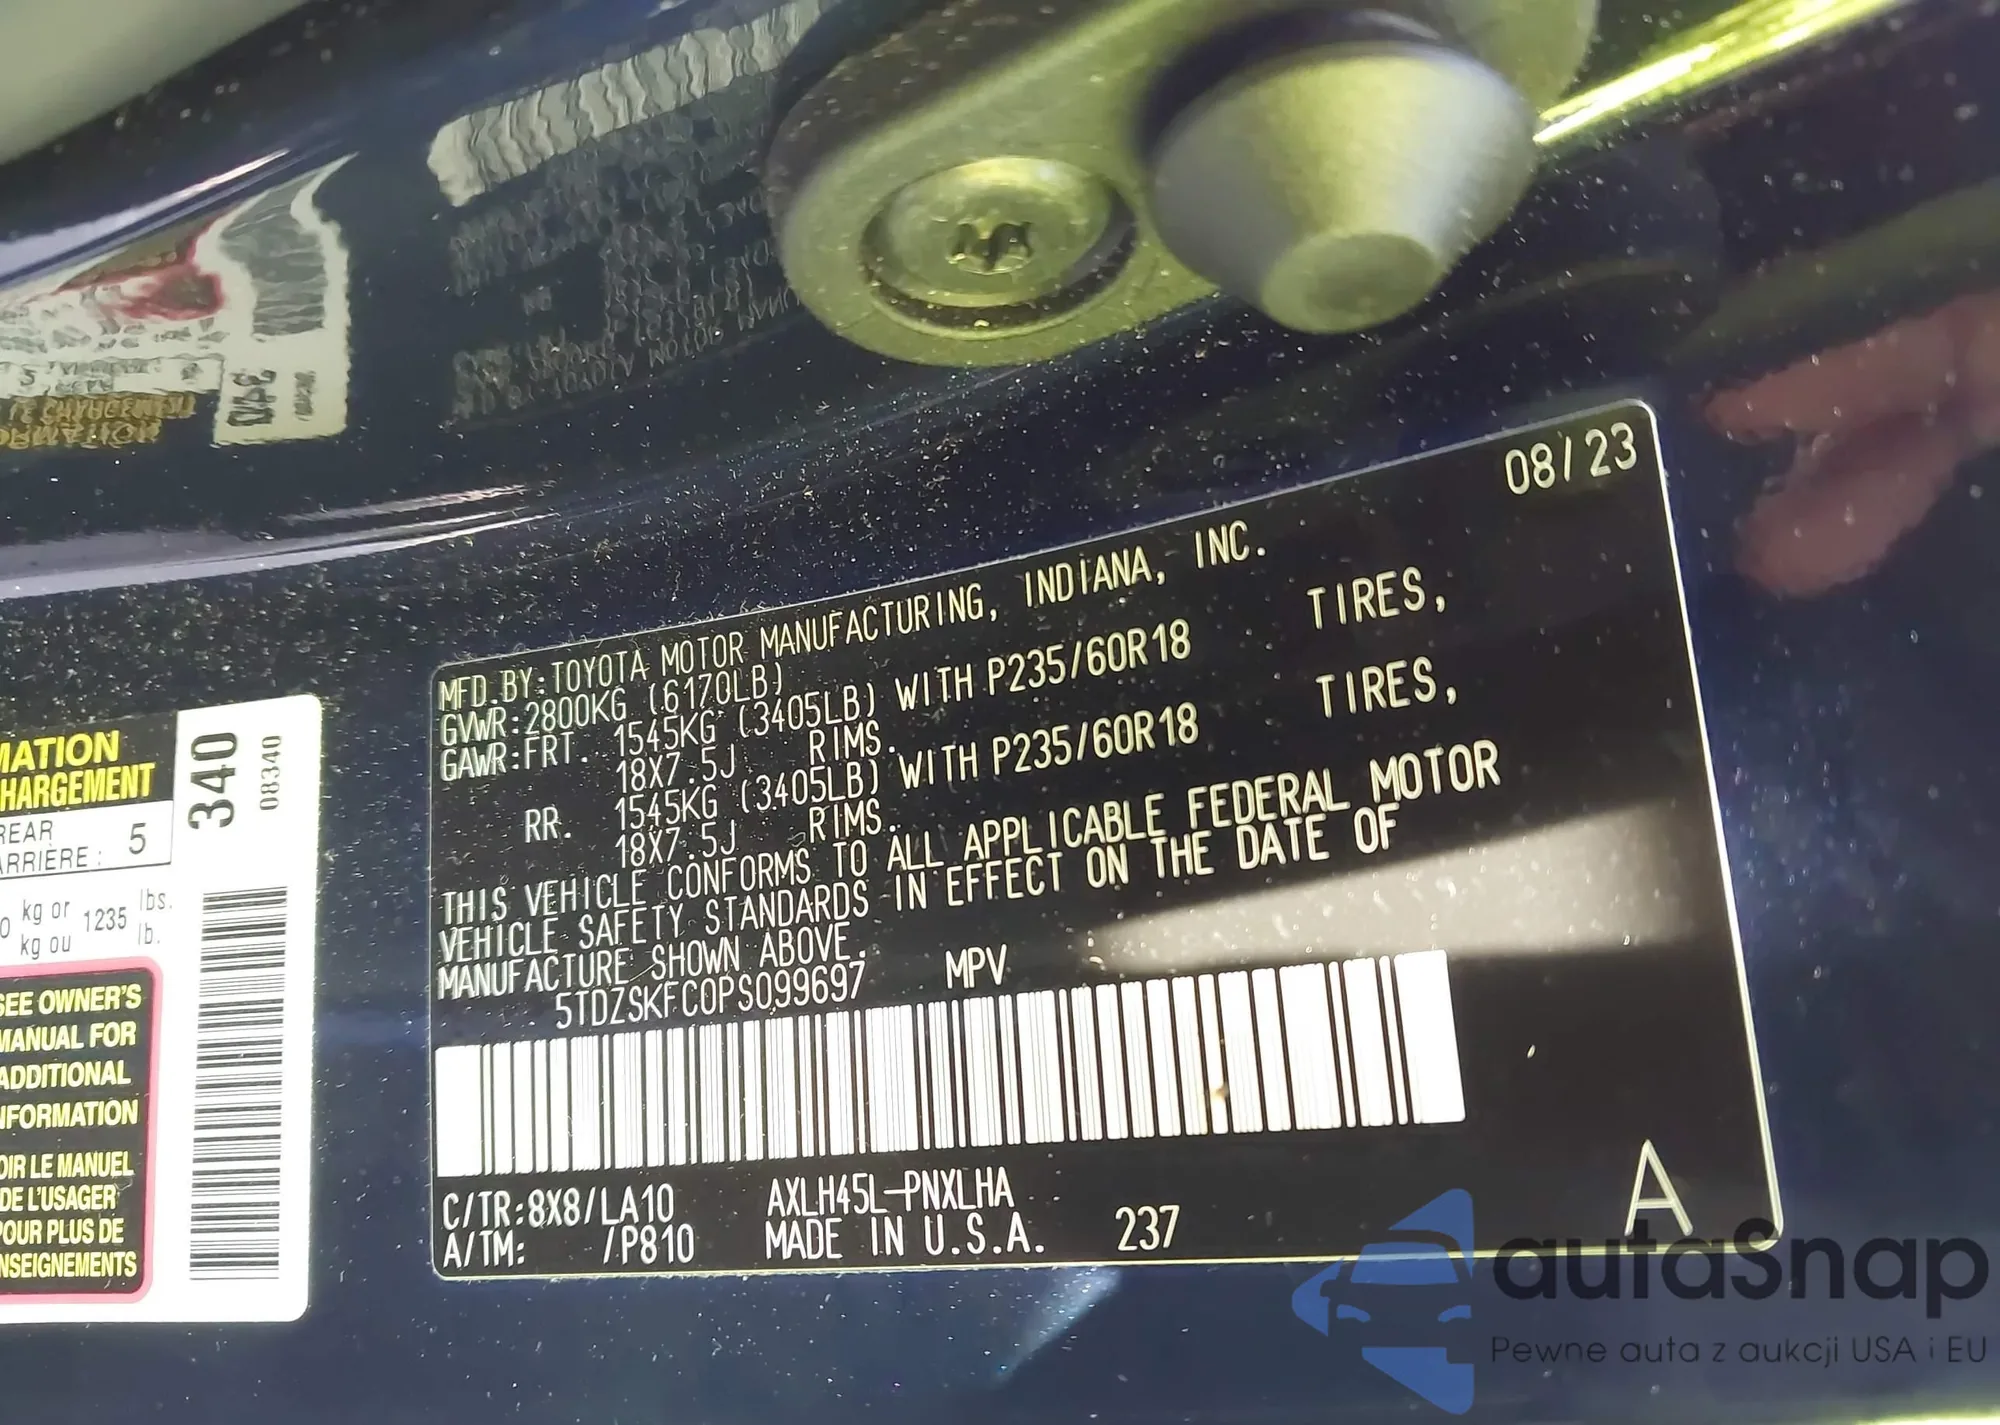 MATION
HARGEMENT
REAR
ARRIÈRE : 5
kg or 1235 lbs.
kg ou lb.
SEE OWNER'S
MANUAL FOR
ADDITIONAL
INFORMATION
OIR LE MANUEL
DE L'USAGER
POUR PLUS DE
NSEIGNEMENTS
340
08340
08/23
MFD. BY: TOYOTA MOTOR MANUFACTURING, INDIANA, INC.
GVWR: 2800KG (6170LB)
GAWR: FRT. 1545KG (3405LB) WITH P235/60R18 TIRES,
18X7.5J RIMS.
RR. 1545KG (3405LB) WITH P235/60R18 TIRES,
18X7.5J RIMS.
THIS VEHICLE CONFORMS TO ALL APPLICABLE FEDERAL MOTOR
VEHICLE SAFETY STANDARDS IN EFFECT ON THE DATE OF
MANUFACTURE SHOWN ABOVE.
5TDZSKFC0PS099697 MPV
C/TR: 8X8/LA10 AXLH45L-PNXLHA
A/TM: /P810 MADE IN U.S.A. 237
A
autaSnap
Pewne auta z aukcji USA i EU